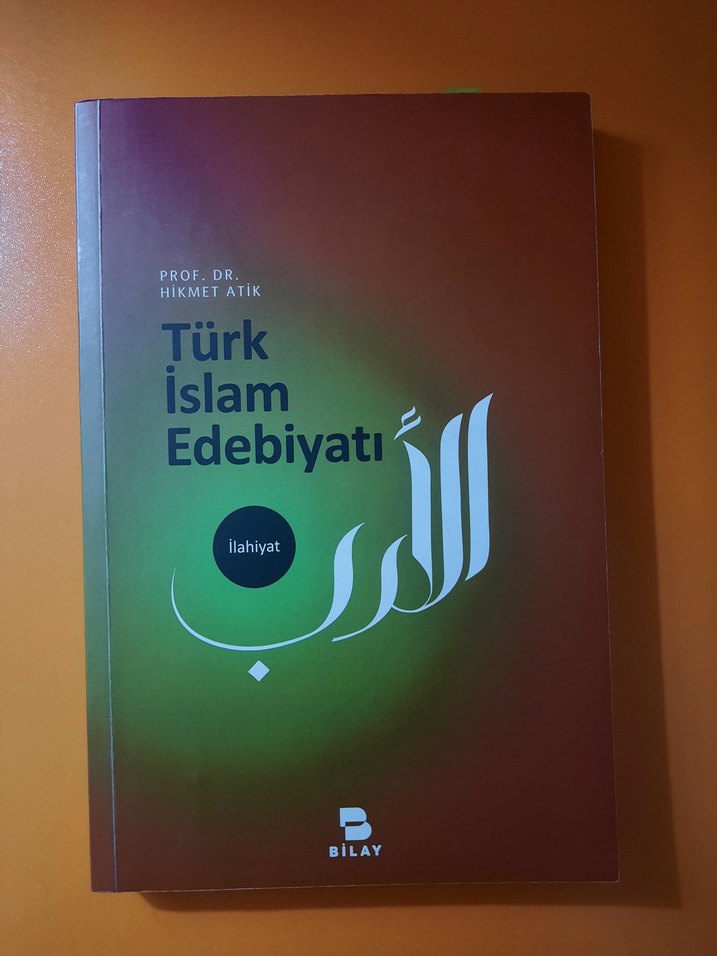 PROF. DR.
HİKMET ATİK
Türk
İslam
Edebiyatı
الأدب
İlahiyat
BİLAY